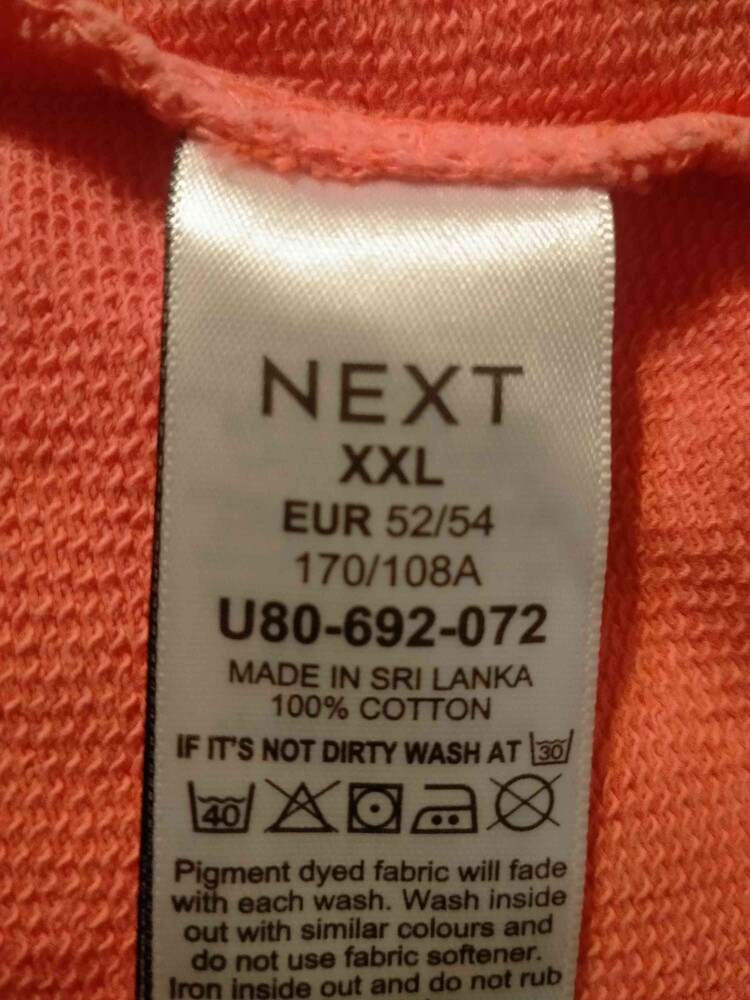 NEXT
XXL
EUR 52/54
170/108A
U80-692-072
MADE IN SRI LANKA
100% COTTON
IF IT'S NOT DIRTY WASH AT 30
40
Pigment dyed fabric will fade
with each wash. Wash inside
out with similar colours and
do not use fabric softener.
Iron inside out and do not rub